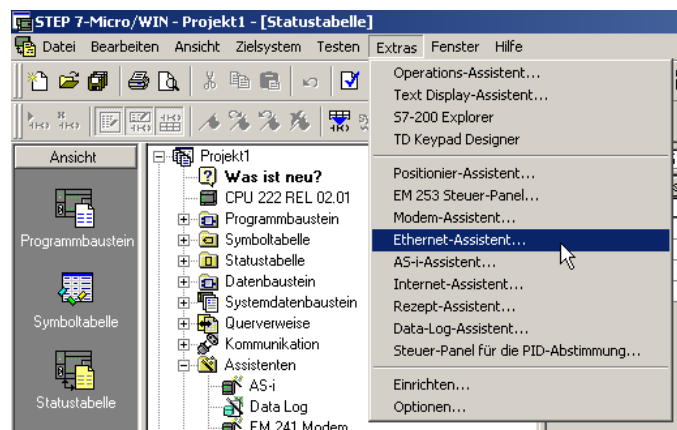 STEP 7-Micro/WIN - Projekt1 - [Statustabelle]
Datei Bearbeiten Ansicht Zielsystem Testen Extras Fenster Hilfe
Operations-Assistent...
Text Display-Assistent...
S7-200 Explorer
TD Keypad Designer
Positionier-Assistent...
EM 253 Steuer-Panel...
Modem-Assistent...
Ethernet-Assistent...
AS-i-Assistent...
Internet-Assistent...
Rezept-Assistent...
Data-Log-Assistent...
Steuer-Panel für die PID-Abstimmung...
Einrichten...
Optionen...
Ansicht
Programmbaustein
Symboltabelle
Statustabelle
Projekt1
Was ist neu?
CPU 222 REL 02.01
Programmbaustein
Symboltabelle
Statustabelle
Datenbaustein
Systemdatenbaustein
Querverweise
Kommunikation
Assistenten
AS-i
Data Log
EM 241 Modem